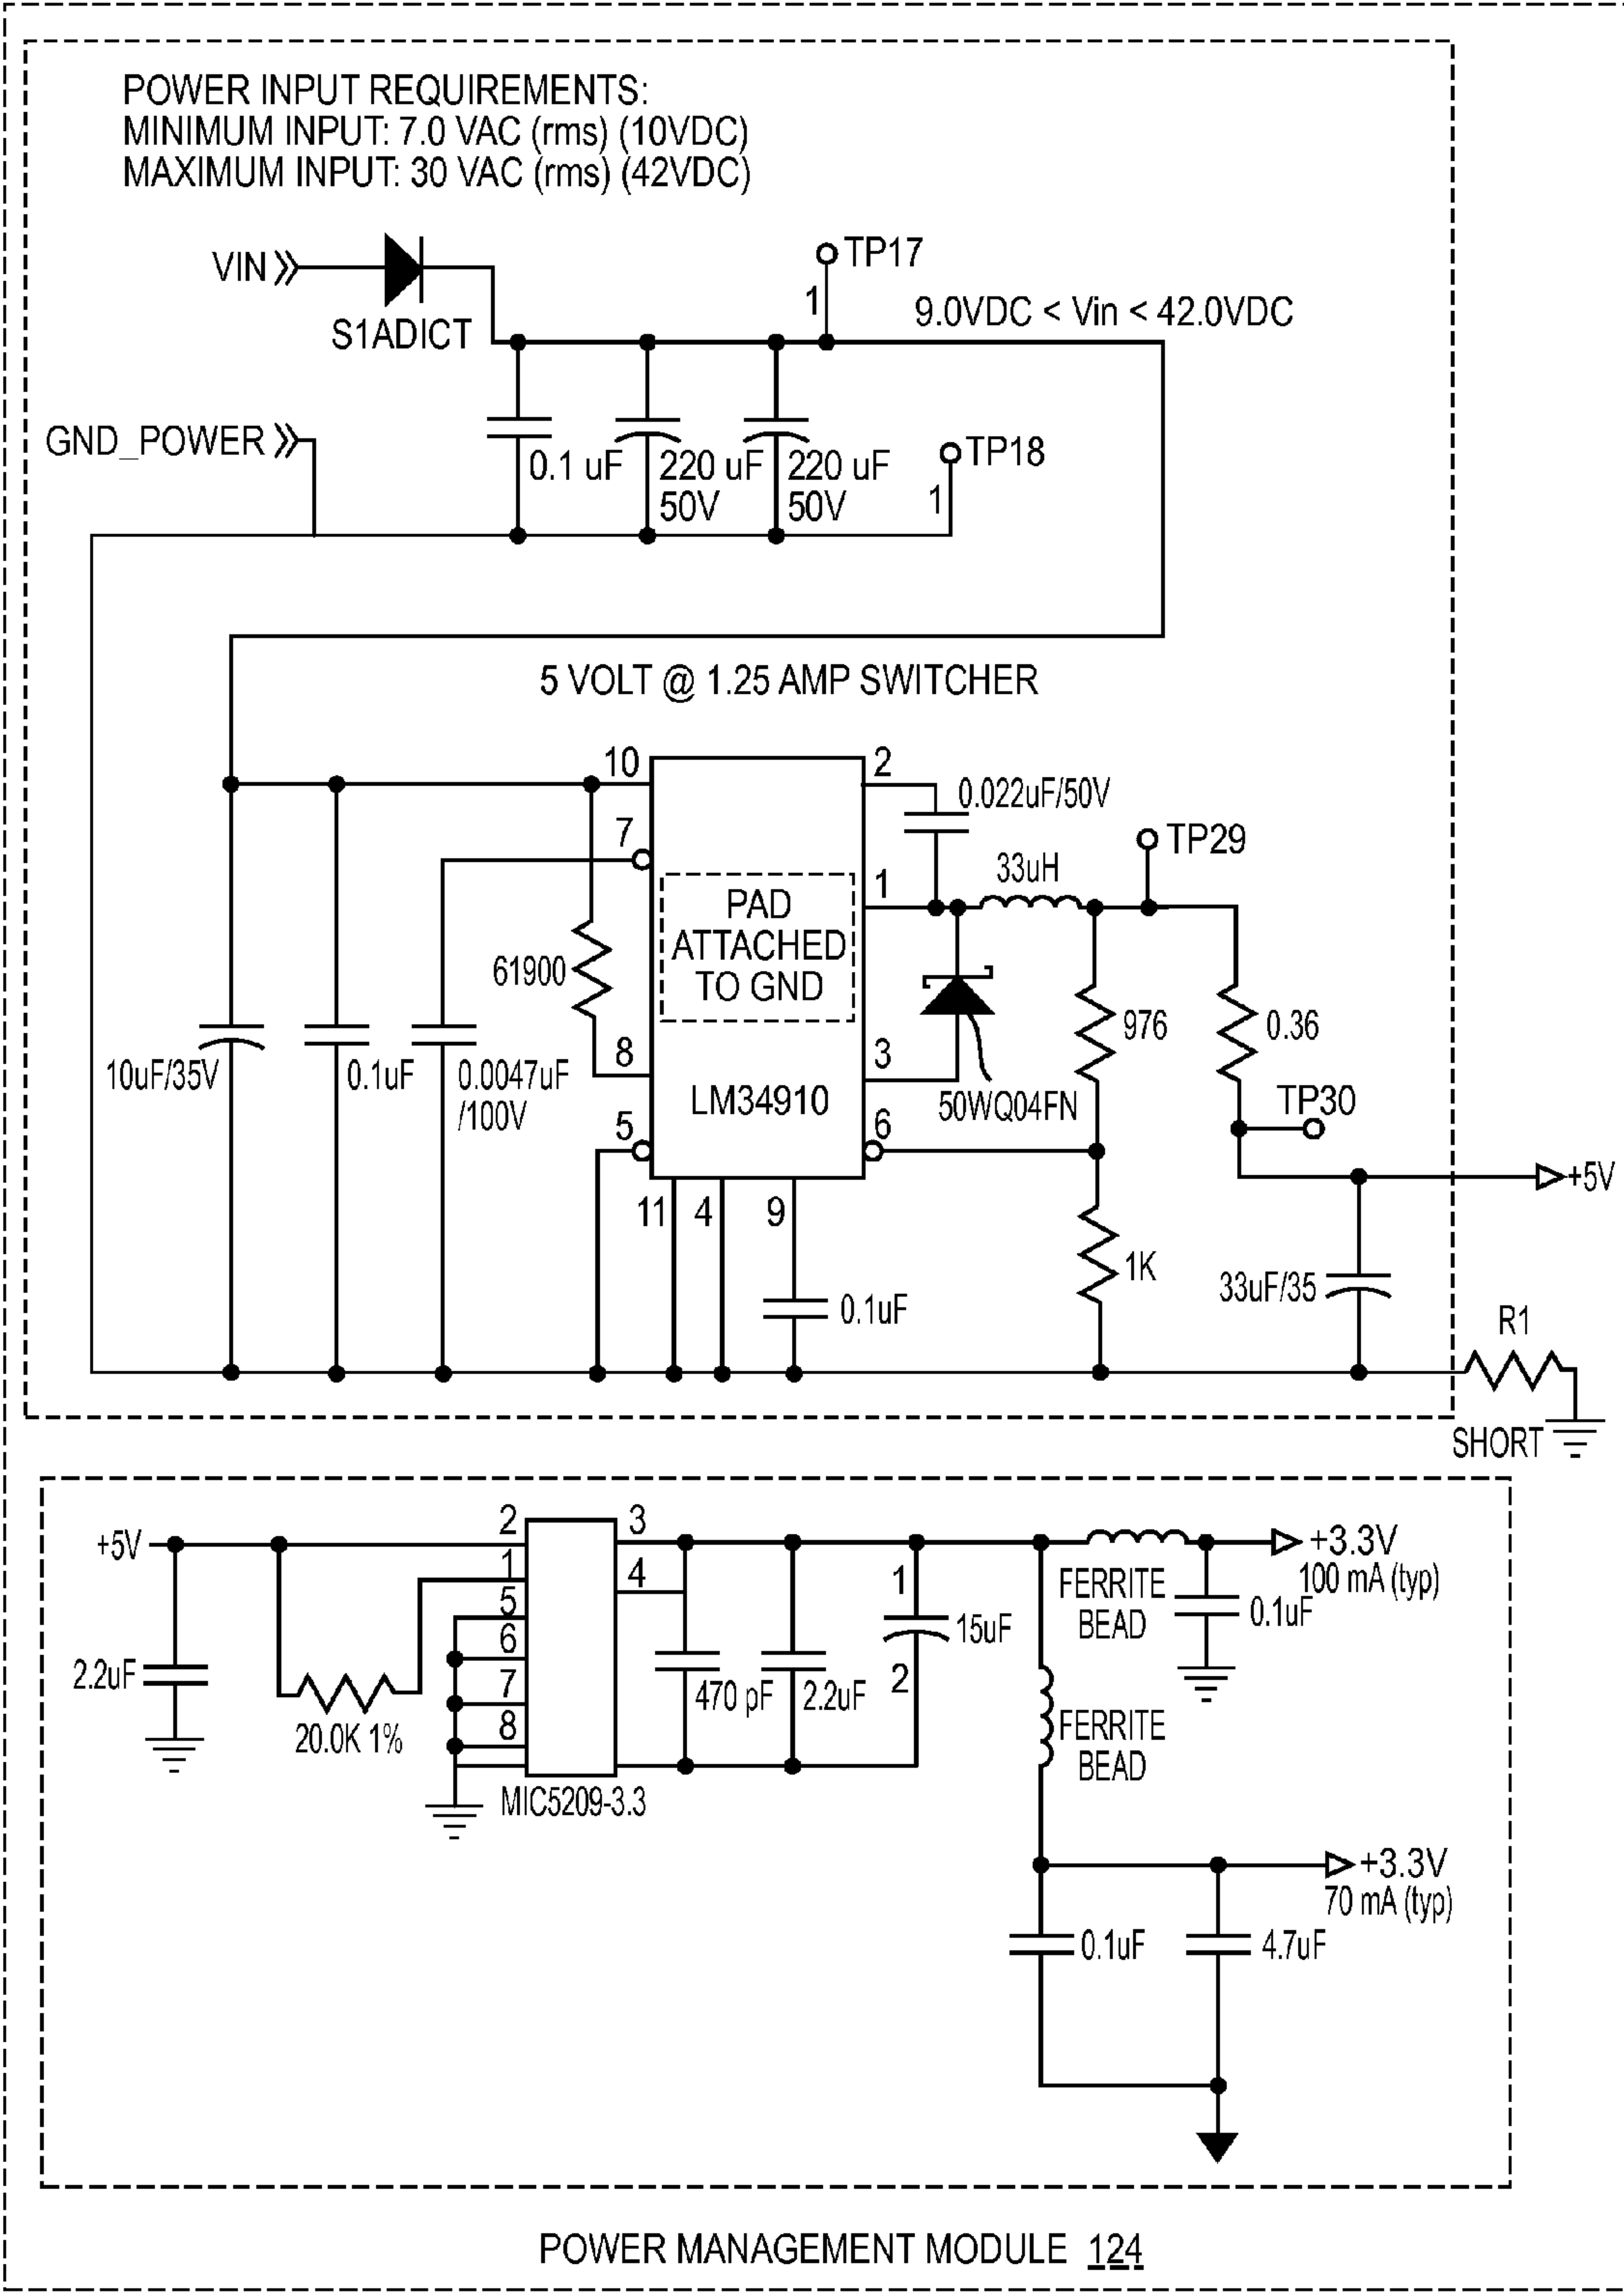 POWER INPUT REQUIREMENTS:
MINIMUM INPUT: 7.0 VAC (rms) (10VDC)
MAXIMUM INPUT: 30 VAC (rms) (42VDC)
VIN
S1ADICT
TP17
1
9.0VDC < Vin < 42.0VDC
GND_POWER
0.1 uF
220 uF
50V
220 uF
50V
TP18
1
5 VOLT @ 1.25 AMP SWITCHER
10
7
8
5
2
1
3
6
11
4
9
PAD
ATTACHED
TO GND
LM34910
61900
10uF/35V
0.1uF
0.0047uF
/100V
0.022uF/50V
33uH
TP29
50WQ04FN
976
0.36
TP30
+5V
1K
0.1uF
33uF/35
R1
SHORT
+5V
2.2uF
20.0K 1%
2
1
5
6
7
8
3
4
MIC5209-3.3
470 pF
2.2uF
1
15uF
2
FERRITE
BEAD
+3.3V
100 mA (typ)
0.1uF
FERRITE
BEAD
+3.3V
70 mA (typ)
0.1uF
4.7uF
POWER MANAGEMENT MODULE 124